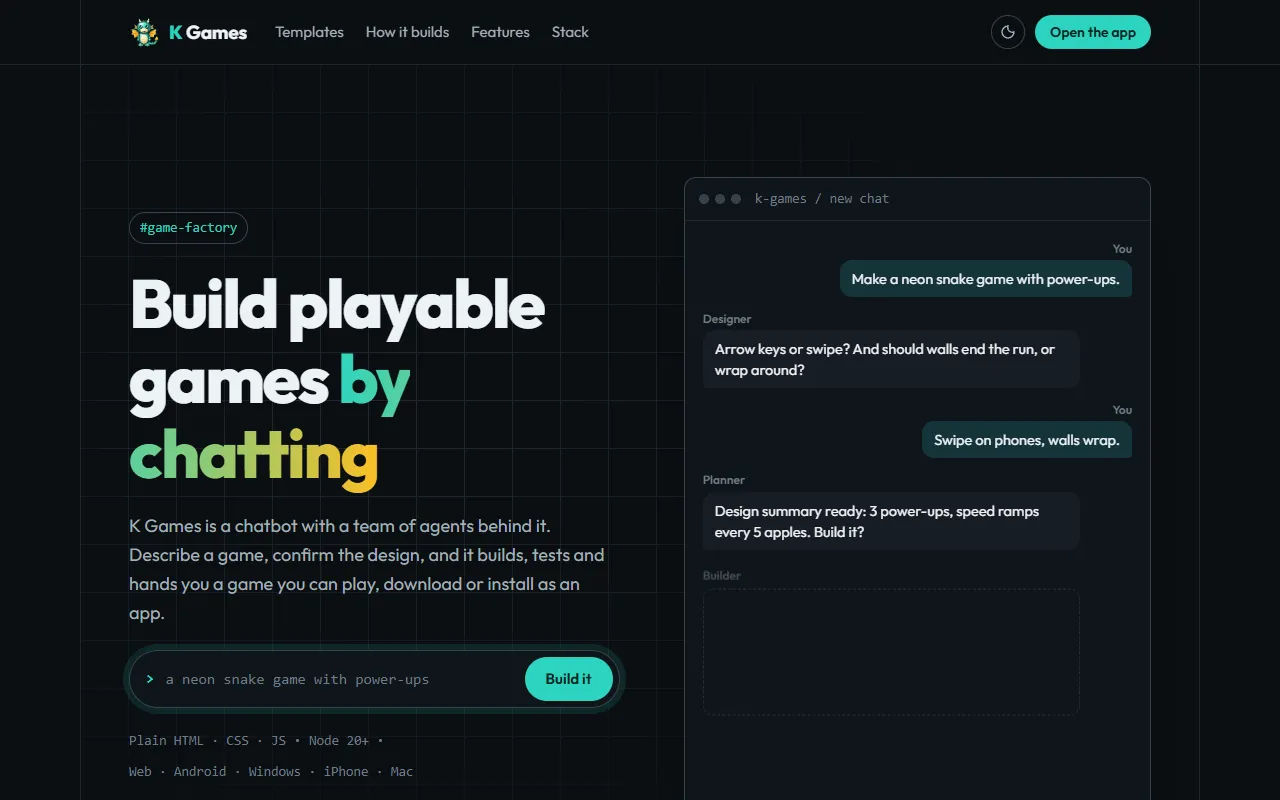 K Games Templates How it builds Features Stack Open the app
#game-factory
Build playable
games by
chatting
K Games is a chatbot with a team of agents behind it.
Describe a game, confirm the design, and it builds, tests and
hands you a game you can play, download or install as an
app.
> a neon snake game with power-ups Build it
Plain HTML · CSS · JS • Node 20+ •
Web · Android · Windows · iPhone · Mac
k-games / new chat
You
Make a neon snake game with power-ups.
Designer
Arrow keys or swipe? And should walls end the run, or
wrap around?
You
Swipe on phones, walls wrap.
Planner
Design summary ready: 3 power-ups, speed ramps
every 5 apples. Build it?
Builder